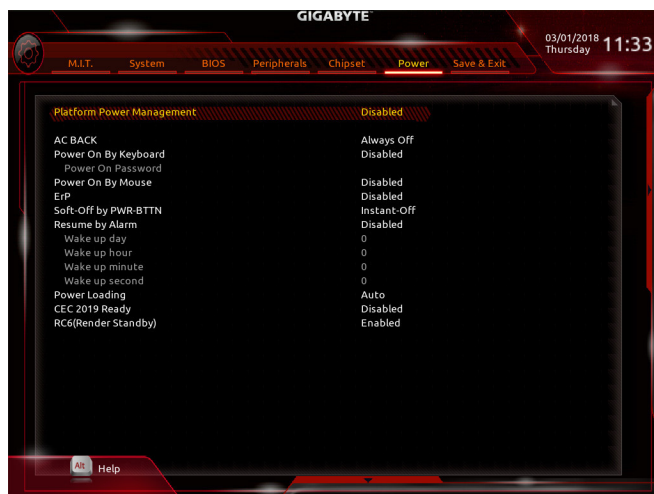 GIGABYTE™
03/01/2018 Thursday 11:33
M.I.T. System BIOS Peripherals Chipset Power Save & Exit
Platform Power Management Disabled
AC BACK Always Off
Power On By Keyboard Disabled
Power On Password
Power On By Mouse Disabled
ErP Disabled
Soft-Off by PWR-BTTN Instant-Off
Resume by Alarm Disabled
Wake up day 0
Wake up hour 0
Wake up minute 0
Wake up second 0
Power Loading Auto
CEC 2019 Ready Disabled
RC6(Render Standby) Enabled
Alt Help